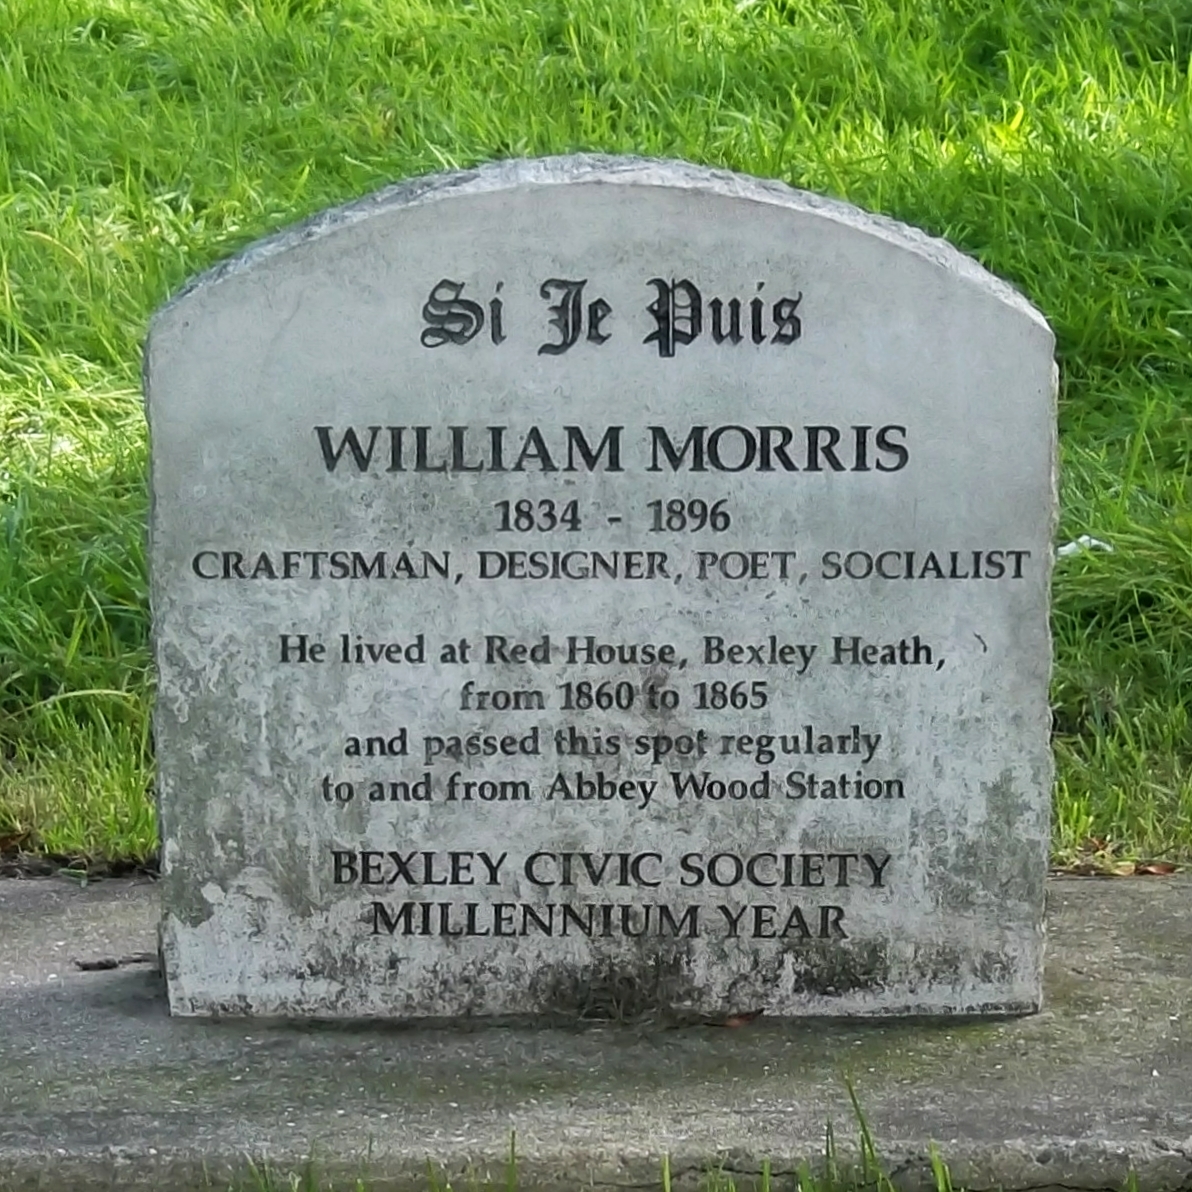 Si Je Puis
WILLIAM MORRIS
1834 - 1896
CRAFTSMAN, DESIGNER, POET, SOCIALIST
He lived at Red House, Bexley Heath,
from 1860 to 1865
and passed this spot regularly
to and from Abbey Wood Station
BEXLEY CIVIC SOCIETY
MILLENNIUM YEAR